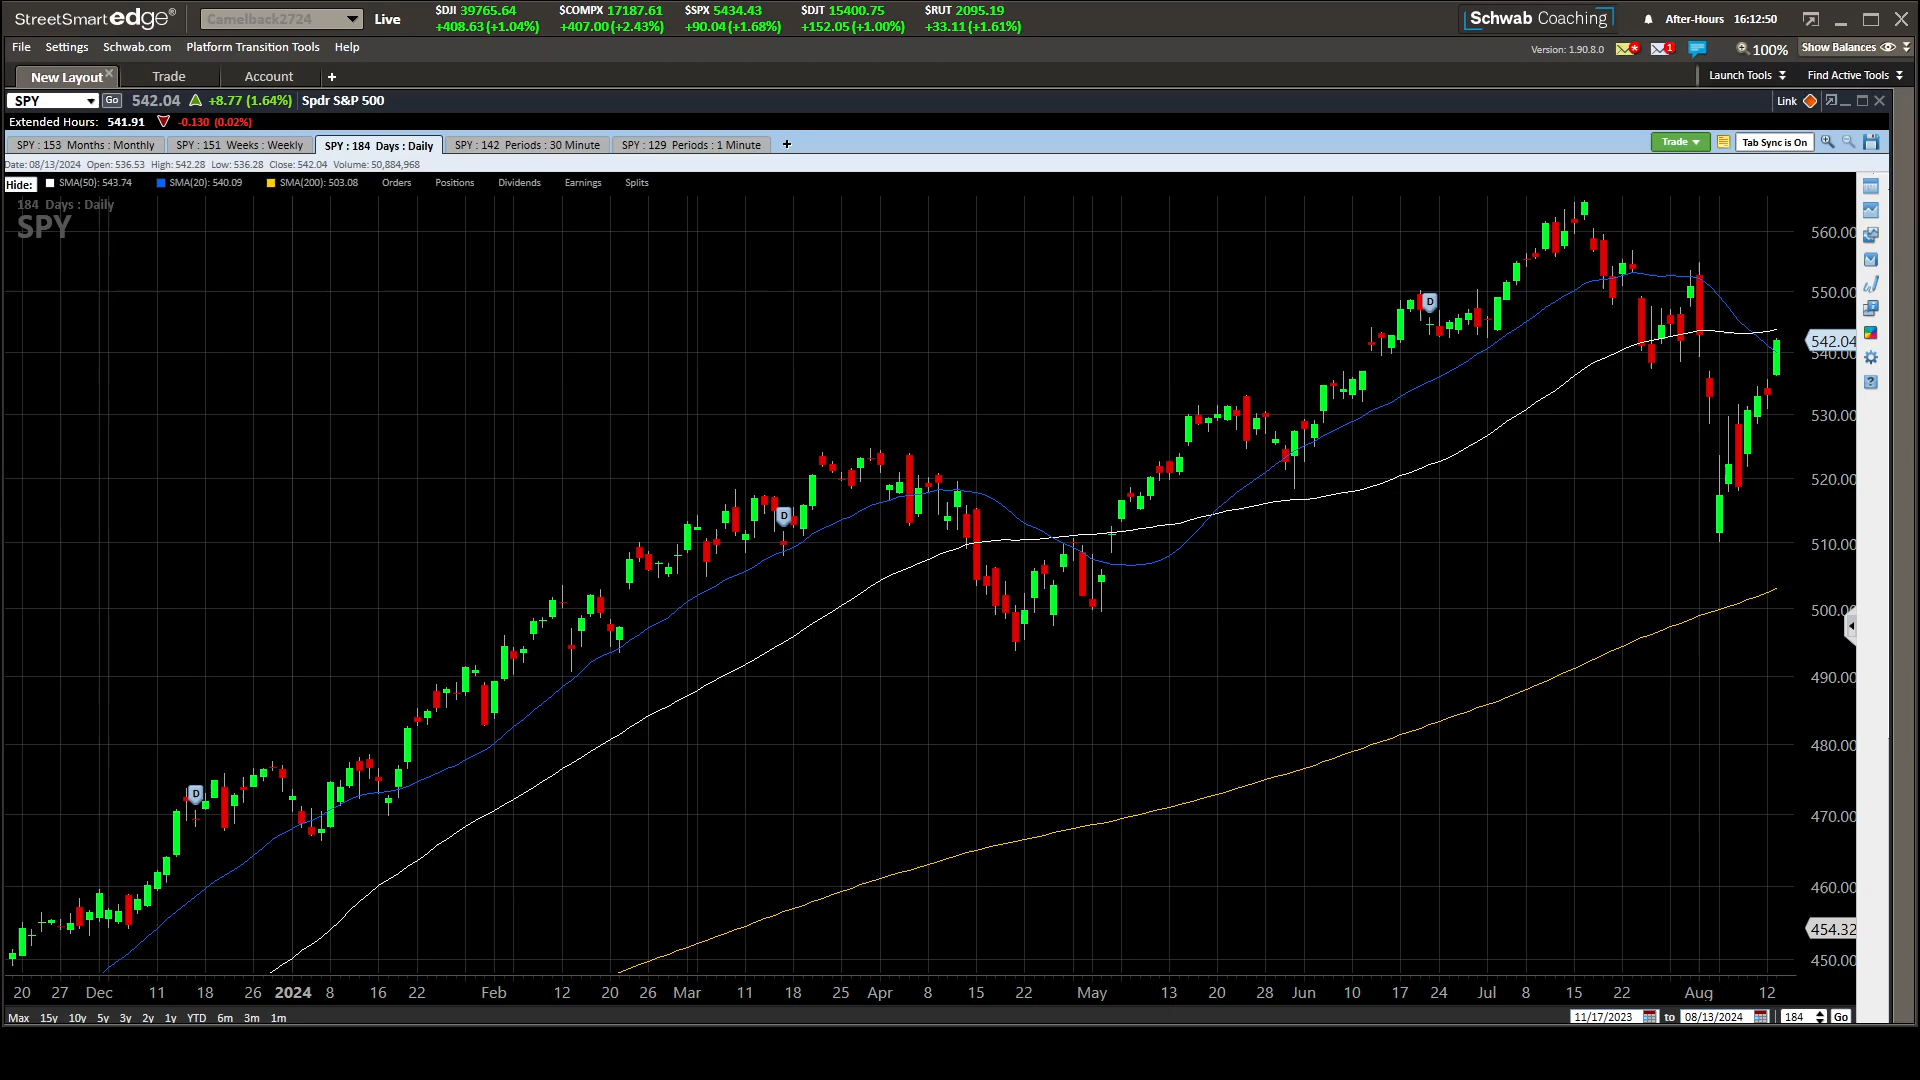 StreetSmart edge® Camelback2724 Live $DJI 39765.64 $COMPX 17187.61 $SPX 5434.43 $DJT 15400.75 $RUT 2095.19 Schwab Coaching After-Hours 16:12:50
+408.63 (+1.04%) +407.00 (+2.43%) +90.04 (+1.68%) +152.05 (+1.00%) +33.11 (+1.61%)
File Settings Schwab.com Platform Transition Tools Help Version: 1.90.8.0 1 100% Show Balances
New Layout Trade Account + Launch Tools Find Active Tools
SPY Go 542.04 +8.77 (1.64%) Spdr S&P 500 Link
Extended Hours: 541.91 -0.130 (0.02%)
SPY : 153 Months : Monthly SPY : 151 Weeks : Weekly SPY : 184 Days : Daily SPY : 142 Periods : 30 Minute SPY : 129 Periods : 1 Minute + Trade Tab Sync is On
Date: 08/13/2024 Open: 536.53 High: 542.28 Low: 536.28 Close: 542.04 Volume: 50,884,968
Hide: SMA(50): 543.74 SMA(20): 540.09 SMA(200): 503.08 Orders Positions Dividends Earnings Splits
184 Days : Daily
SPY
560.00
550.00
D
542.04
540.00
530.00
520.00
D
510.00
500.00
490.00
480.00
D
470.00
460.00
454.32
450.00
20 27 Dec 11 18 26 2024 8 16 22 Feb 12 20 26 Mar 11 18 25 Apr 8 15 22 May 13 20 28 Jun 10 17 24 Jul 8 15 22 Aug 12
Max 15y 10y 5y 3y 2y 1y YTD 6m 3m 1m 11/17/2023 to 08/13/2024 184 Go